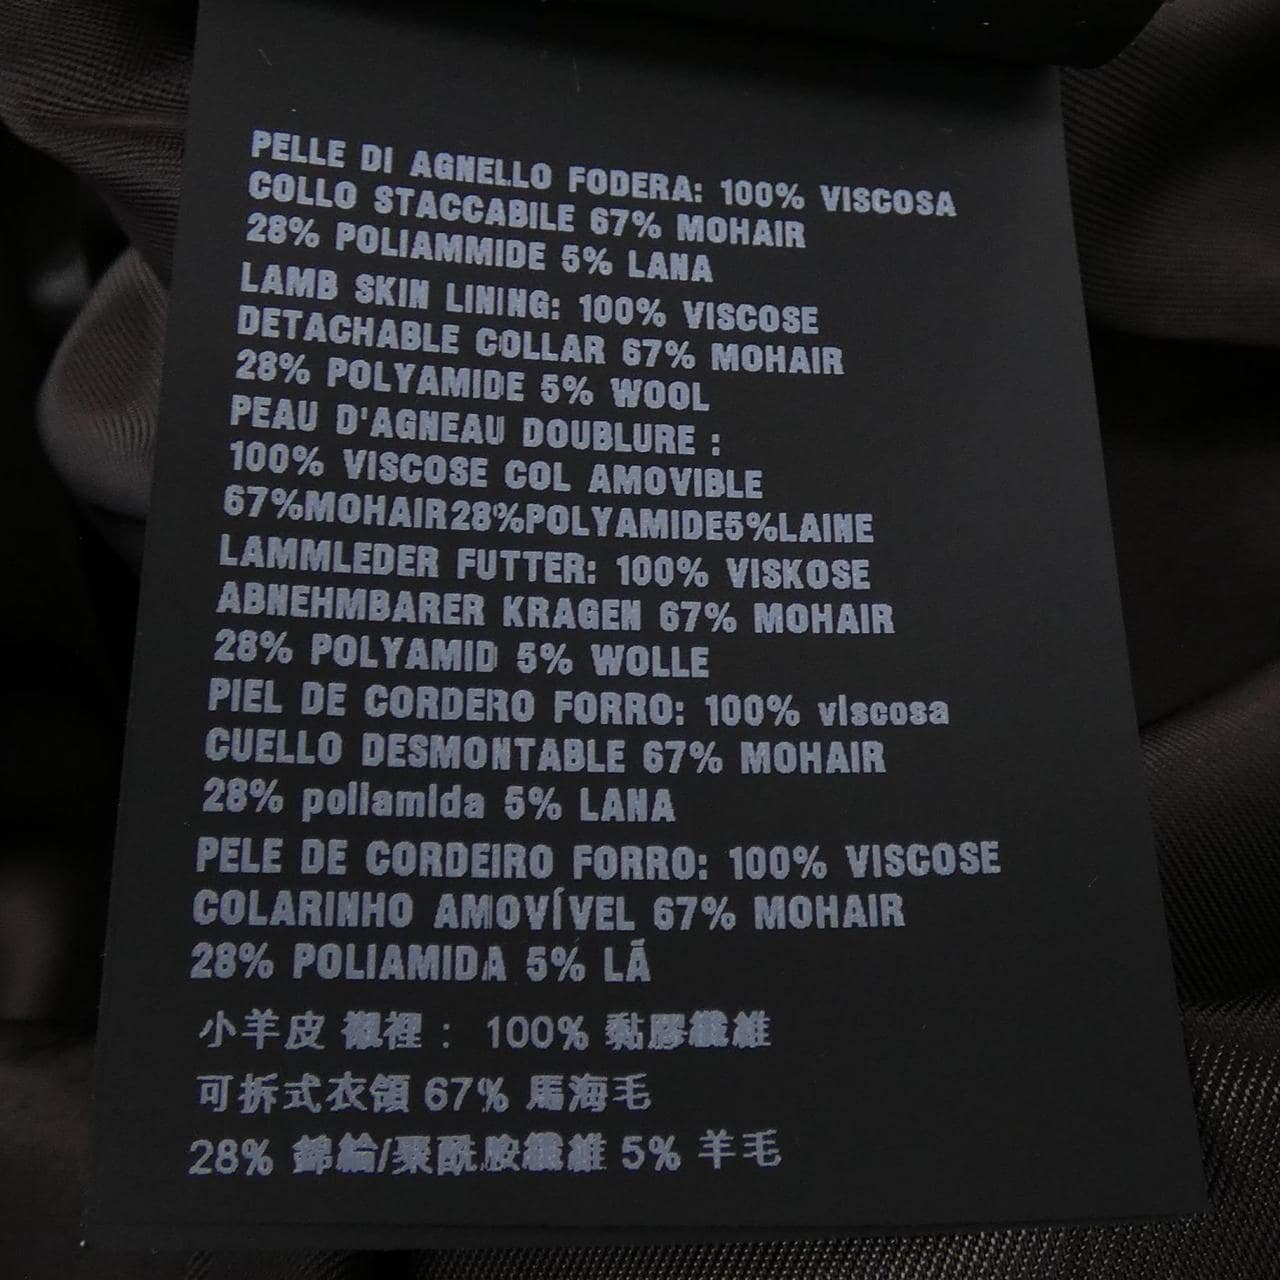 PELLE DI AGNELLO FODERA: 100% VISCOSA
COLLO STACCABILE 67% MOHAIR
28% POLIAMMIDE 5% LANA
LAMB SKIN LINING: 100% VISCOSE
DETACHABLE COLLAR 67% MOHAIR
28% POLYAMIDE 5% WOOL
PEAU D'AGNEAU DOUBLURE :
100% VISCOSE COL AMOVIBLE
67%MOHAIR28%POLYAMIDE5%LAINE
LAMMLEDER FUTTER: 100% VISKOSE
ABNEHMBARER KRAGEN 67% MOHAIR
28% POLYAMID 5% WOLLE
PIEL DE CORDERO FORRO: 100% viscosa
CUELLO DESMONTABLE 67% MOHAIR
28% poliamida 5% LANA
PELE DE CORDEIRO FORRO: 100% VISCOSE
COLARINHO AMOVÍVEL 67% MOHAIR
28% POLIAMIDA 5% LÃ
小羊皮 襯裡： 100% 黏膠纖維
可拆式衣領 67% 馬海毛
28% 錦綸/聚酰胺纖維 5% 羊毛